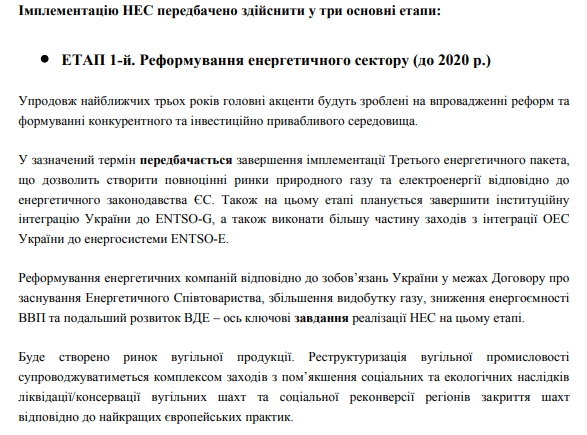 Імплементацію НЕС передбачено здійснити у три основні етапи:
● ЕТАП 1-й. Реформування енергетичного сектору (до 2020 р.)
Упродовж найближчих трьох років головні акценти будуть зроблені на впровадженні реформ та
формуванні конкурентного та інвестиційно привабливого середовища.
У зазначений термін передбачається завершення імплементації Третього енергетичного пакета,
що дозволить створити повноцінні ринки природного газу та електроенергії відповідно до
енергетичного законодавства ЄС. Також на цьому етапі планується завершити інституційну
інтеграцію України до ENTSO-G, а також виконати більшу частину заходів з інтеграції ОЕС
України до енергосистеми ENTSO-E.
Реформування енергетичних компаній відповідно до зобов’язань України у межах Договору про
заснування Енергетичного Співтовариства, збільшення видобутку газу, зниження енергоємності
ВВП та подальший розвиток ВДЕ – ось ключові завдання реалізації НЕС на цьому етапі.
Буде створено ринок вугільної продукції. Реструктуризація вугільної промисловості
супроводжуватиметься комплексом заходів з пом’якшення соціальних та екологічних наслідків
ліквідації/консервації вугільних шахт та соціальної реконверсії регіонів закриття шахт
відповідно до найкращих європейських практик.